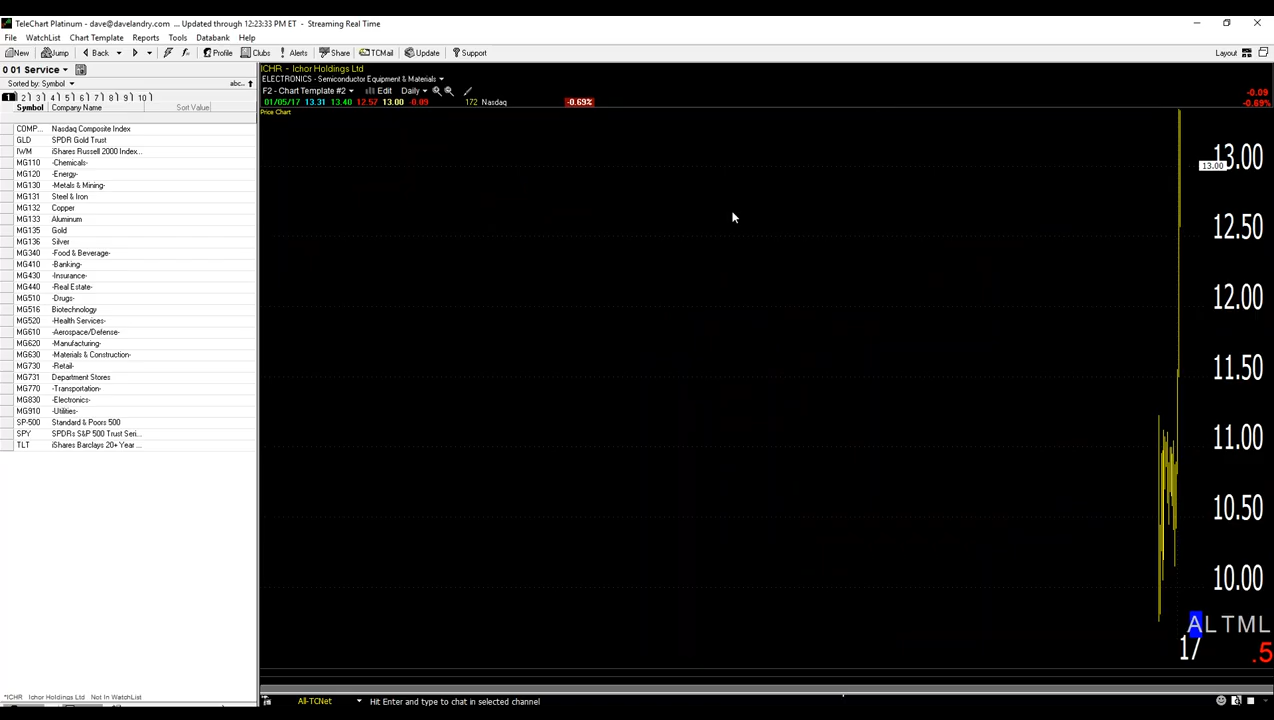 TeleChart Platinum - dave@davelandry.com ... Updated through 12:23:33 PM ET - Streaming Real Time
File WatchList Chart Template Reports Tools Databank Help
New Jump Back Profile Clubs Alerts Share TCMail Update Support Layout
0 01 Service
Sorted by: Symbol abc..
1 2 3 4 5 6 7 8 9 10
Symbol Company Name Sort Value
COMP... Nasdaq Composite Index
GLD SPDR Gold Trust
IWM iShares Russell 2000 Index...
MG110 -Chemicals-
MG120 -Energy-
MG130 -Metals & Mining-
MG131 Steel & Iron
MG132 Copper
MG133 Aluminum
MG135 Gold
MG136 Silver
MG340 -Food & Beverage-
MG410 -Banking-
MG430 -Insurance-
MG440 -Real Estate-
MG510 -Drugs-
MG516 Biotechnology
MG520 -Health Services-
MG610 -Aerospace/Defense-
MG620 -Manufacturing-
MG630 -Materials & Construction-
MG730 -Retail-
MG731 Department Stores
MG770 -Transportation-
MG830 -Electronics-
MG910 -Utilities-
SP-500 Standard & Poors 500
SPY SPDRs S&P 500 Trust Seri...
TLT iShares Barclays 20+ Year ...
*ICHR Ichor Holdings Ltd Not In WatchList
ICHR - Ichor Holdings Ltd
ELECTRONICS - Semiconductor Equipment & Materials
F2 - Chart Template #2 Edit Daily
01/05/17 13.31 13.40 12.57 13.00 -0.09 172 Nasdaq -0.69%
-0.09
-0.69%
Price Chart
13.00
13.00
12.50
12.00
11.50
11.00
10.50
10.00
A L T M L
17
.5
All-TCNet Hit Enter and type to chat in selected channel